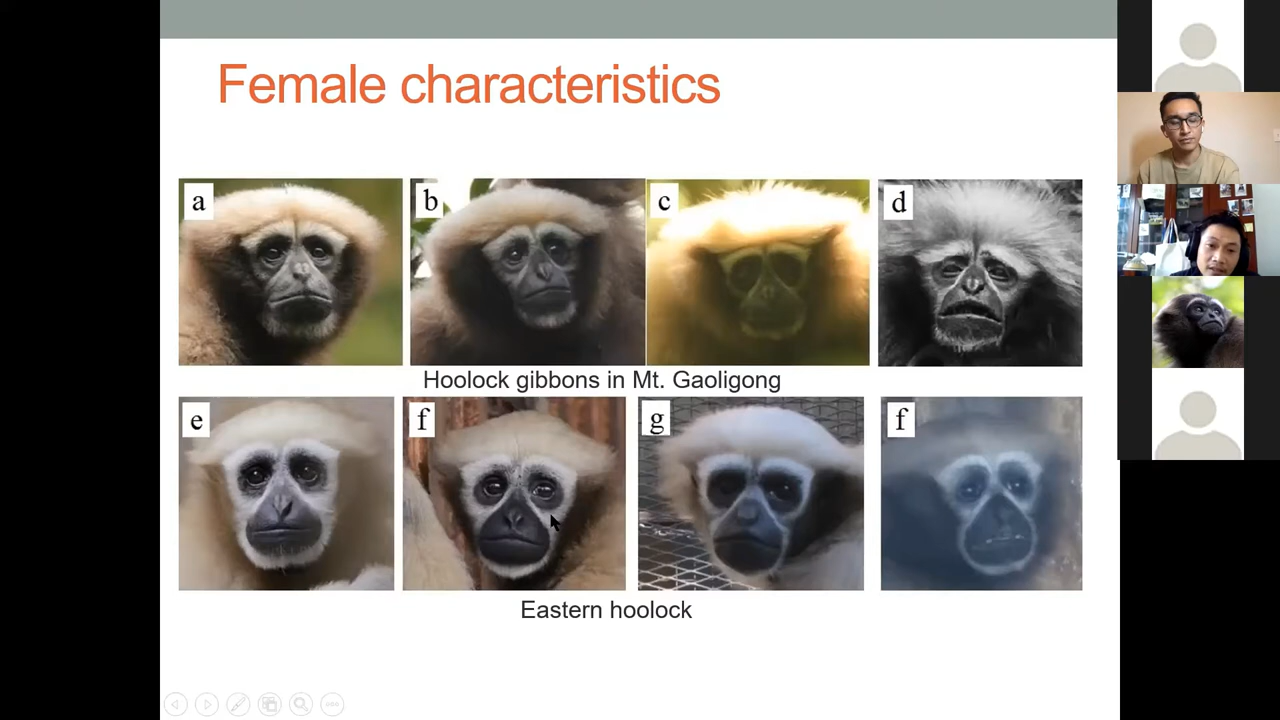 Female characteristics
a
b
c
d
Hoolock gibbons in Mt. Gaoligong
e
f
g
f
Eastern hoolock